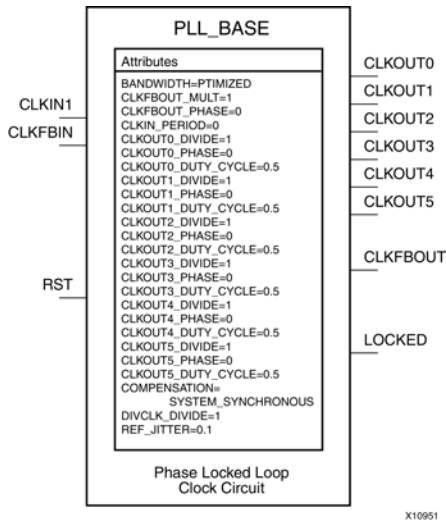 PLL_BASE
Attributes
BANDWIDTH=PTIMIZED
CLKFBOUT_MULT=1
CLKFBOUT_PHASE=0
CLKIN_PERIOD=0
CLKOUT0_DIVIDE=1
CLKOUT0_PHASE=0
CLKOUT0_DUTY_CYCLE=0.5
CLKOUT1_DIVIDE=1
CLKOUT1_PHASE=0
CLKOUT1_DUTY_CYCLE=0.5
CLKOUT2_DIVIDE=1
CLKOUT2_PHASE=0
CLKOUT2_DUTY_CYCLE=0.5
CLKOUT3_DIVIDE=1
CLKOUT3_PHASE=0
CLKOUT3_DUTY_CYCLE=0.5
CLKOUT4_DIVIDE=1
CLKOUT4_PHASE=0
CLKOUT4_DUTY_CYCLE=0.5
CLKOUT5_DIVIDE=1
CLKOUT5_PHASE=0
CLKOUT5_DUTY_CYCLE=0.5
COMPENSATION=
SYSTEM_SYNCHRONOUS
DIVCLK_DIVIDE=1
REF_JITTER=0.1
CLKIN1
CLKFBIN
RST
CLKOUT0
CLKOUT1
CLKOUT2
CLKOUT3
CLKOUT4
CLKOUT5
CLKFBOUT
LOCKED
Phase Locked Loop
Clock Circuit
X10951